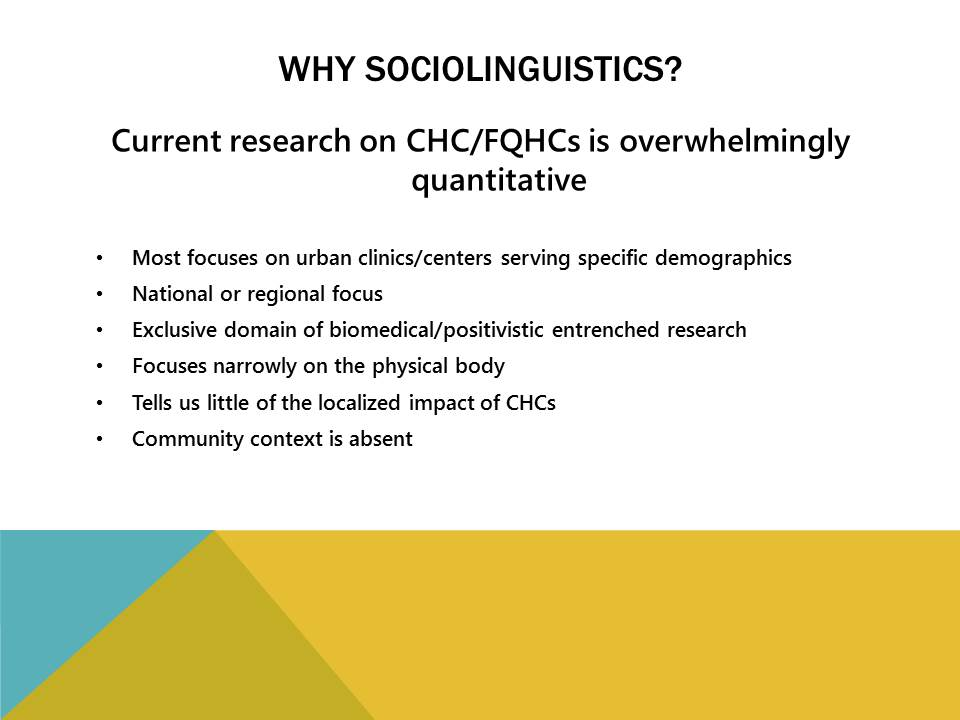 WHY SOCIOLINGUISTICS?
Current research on CHC/FQHCs is overwhelmingly
quantitative
• Most focuses on urban clinics/centers serving specific demographics
• National or regional focus
• Exclusive domain of biomedical/positivistic entrenched research
• Focuses narrowly on the physical body
• Tells us little of the localized impact of CHCs
• Community context is absent